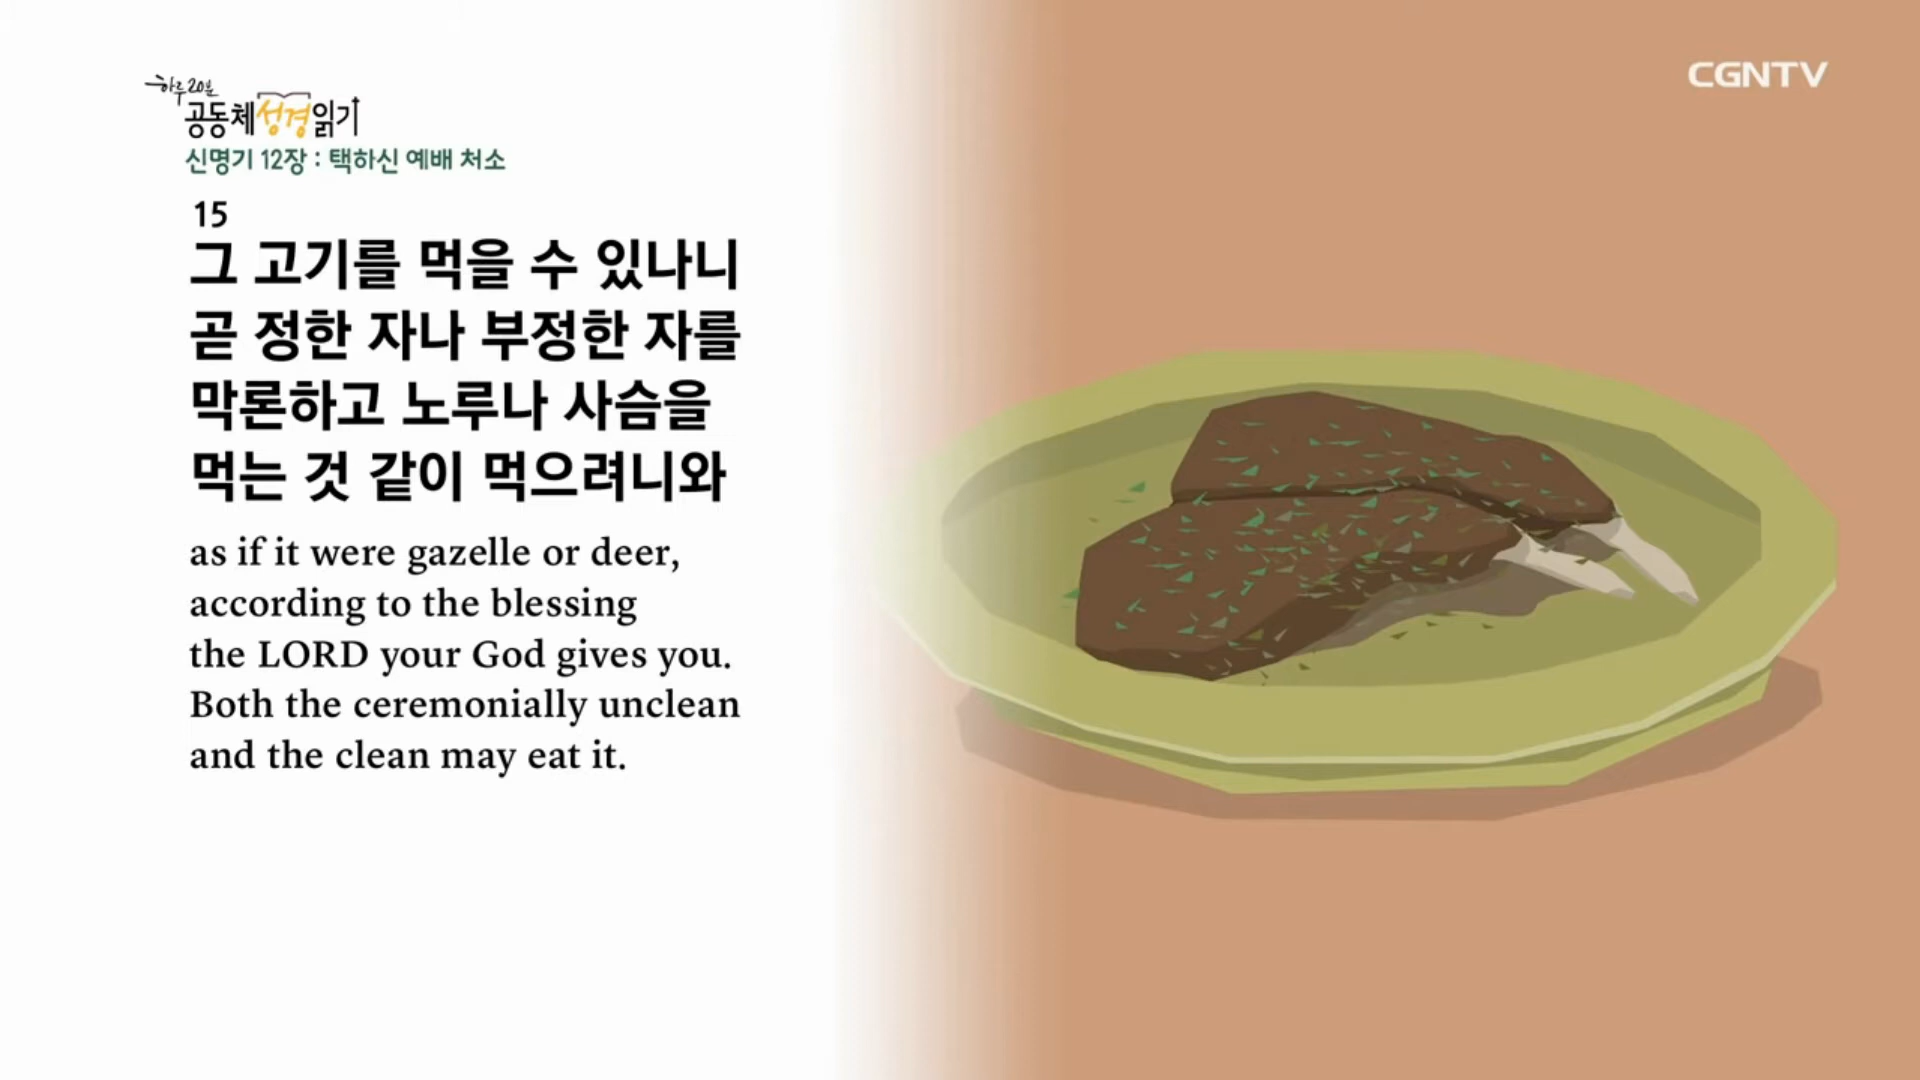 하루 20분
공동체성경읽기
신명기 12장 : 택하신 예배 처소
CGNTV
15
그 고기를 먹을 수 있나니
곧 정한 자나 부정한 자를
막론하고 노루나 사슴을
먹는 것 같이 먹으려니와
as if it were gazelle or deer,
according to the blessing
the LORD your God gives you.
Both the ceremonially unclean
and the clean may eat it.